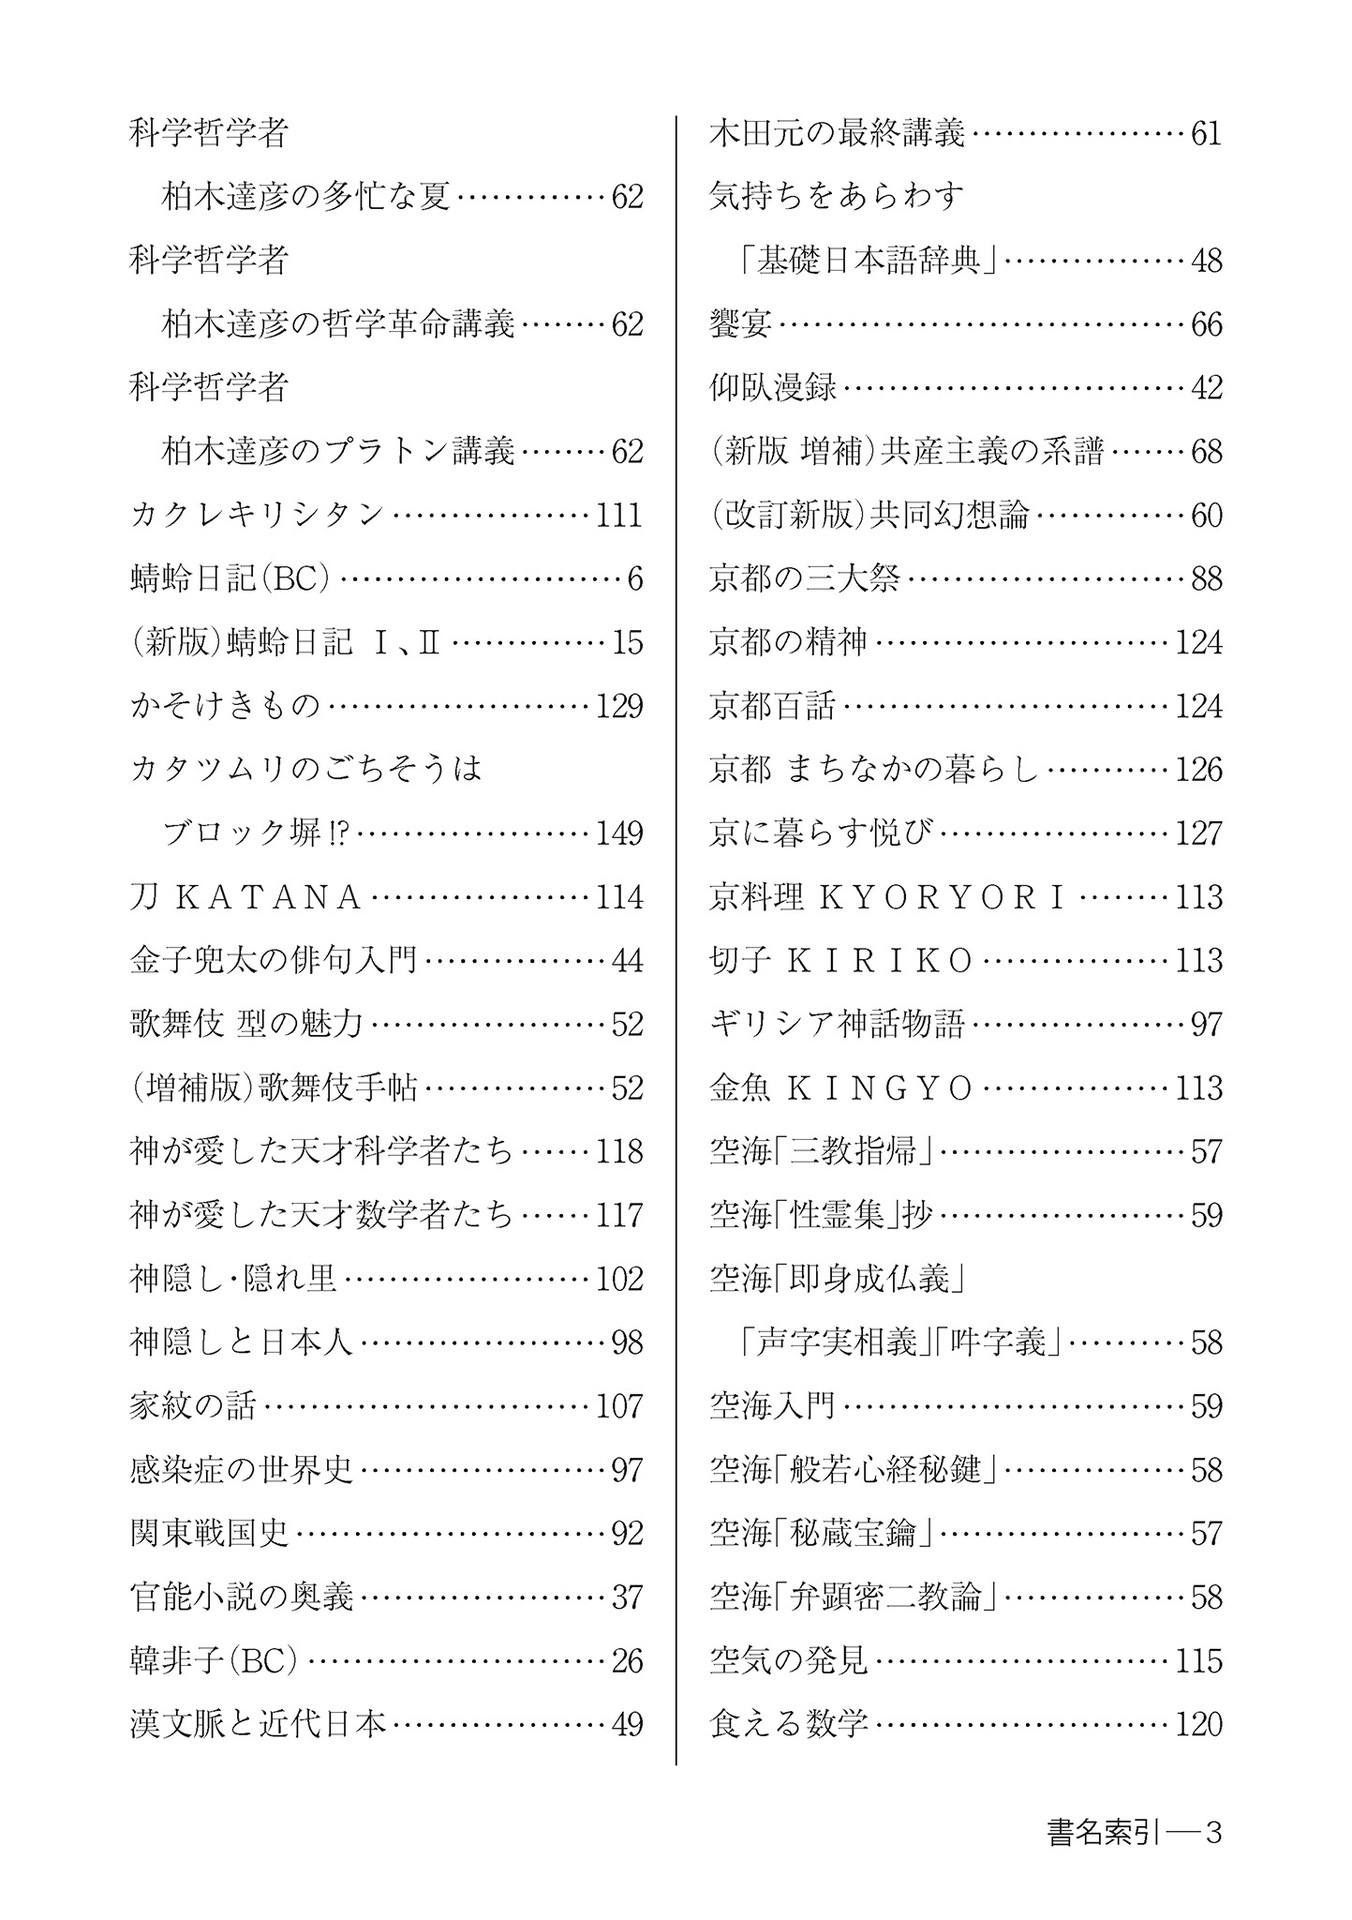 科学哲学者
柏木達彦の多忙な夏…………62
科学哲学者
柏木達彦の哲学革命講義………62
科学哲学者
柏木達彦のプラトン講義………62
カクレキリシタン………………111
蜻蛉日記(BC)………………………6
(新版)蜻蛉日記 Ⅰ、Ⅱ……………15
かそけきもの……………………129
カタツムリのごちそうは
ブロック塀!?…………………149
刀 KATANA…………………114
金子兜太の俳句入門………………44
歌舞伎 型の魅力……………………52
(増補版)歌舞伎手帖………………52
神が愛した天才科学者たち……118
神が愛した天才数学者たち……117
神隠し・隠れ里……………………102
神隠しと日本人……………………98
家紋の話……………………………107
感染症の世界史……………………97
関東戦国史…………………………92
官能小説の奥義……………………37
韓非子(BC)…………………………26
漢文脈と近代日本…………………49
木田元の最終講義…………………61
気持ちをあらわす
「基礎日本語辞典」………………48
饗宴…………………………………66
仰臥漫録……………………………42
(新版 増補)共産主義の系譜………68
(改訂新版)共同幻想論……………60
京都の三大祭………………………88
京都の精神…………………………124
京都百話……………………………124
京都 まちなかの暮らし…………126
京に暮らす悦び……………………127
京料理 KYORYORI………113
切子 KIRIKO………………113
ギリシア神話物語…………………97
金魚 KINGYO………………113
空海「三教指帰」……………………57
空海「性霊集」抄……………………59
空海「即身成仏義」
「声字実相義」「吽字義」…………58
空海入門……………………………59
空海「般若心経秘鍵」………………58
空海「秘蔵宝鑰」……………………57
空海「弁顕密二教論」………………58
空気の発見…………………………115
食える数学…………………………120
書名索引―3